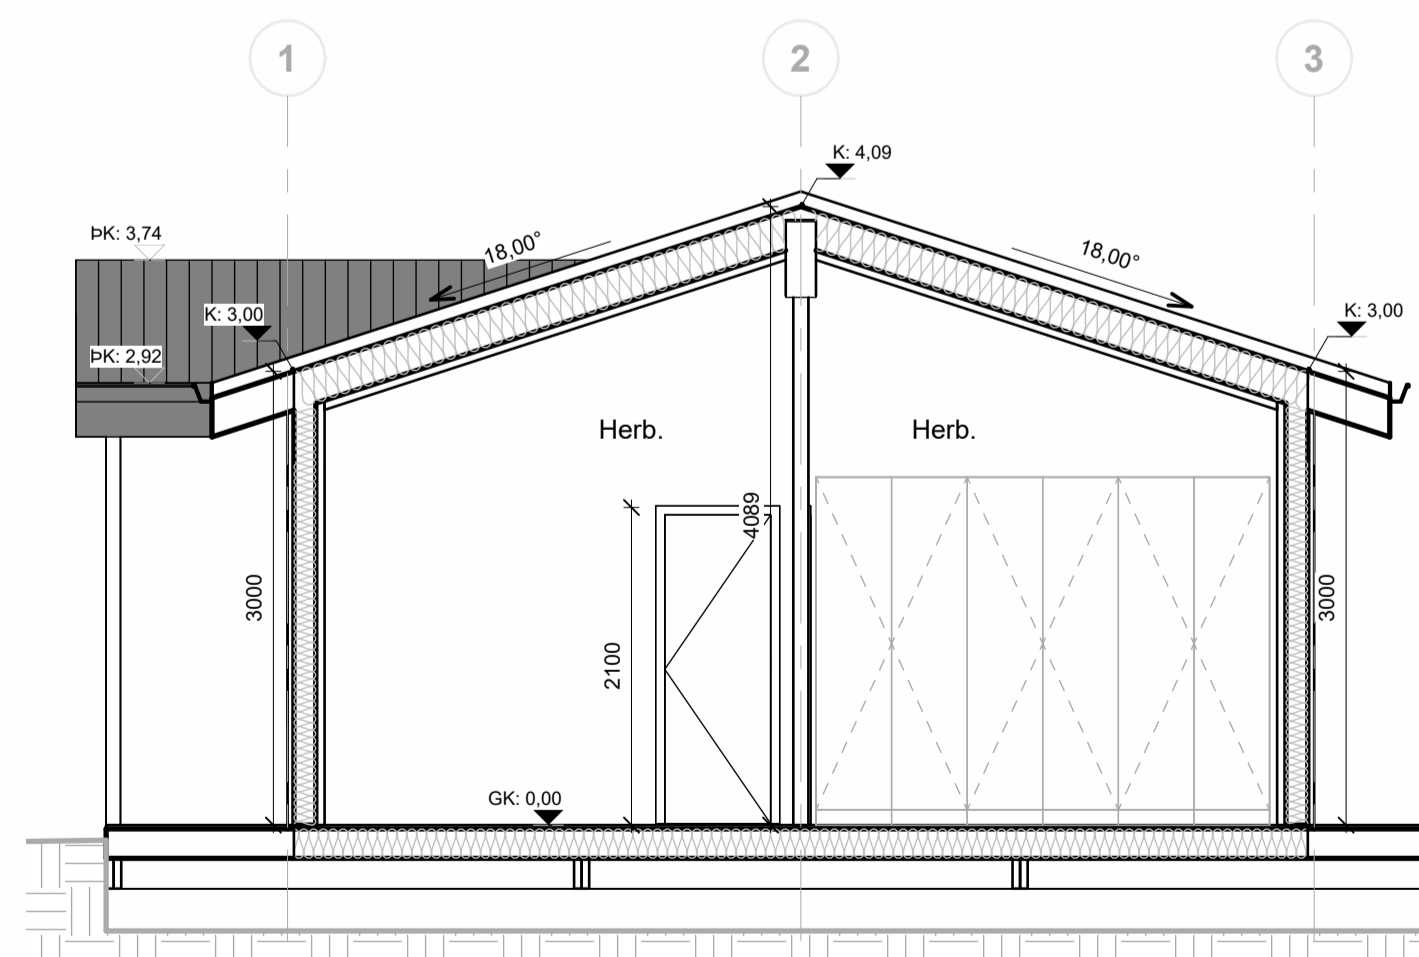 1
2
3
K: 4,09
ÞK: 3,74
18,00°
18,00°
K: 3,00
K: 3,00
ÞK: 2,92
Herb.
Herb.
4089
3000
3000
2100
GK: 0,00